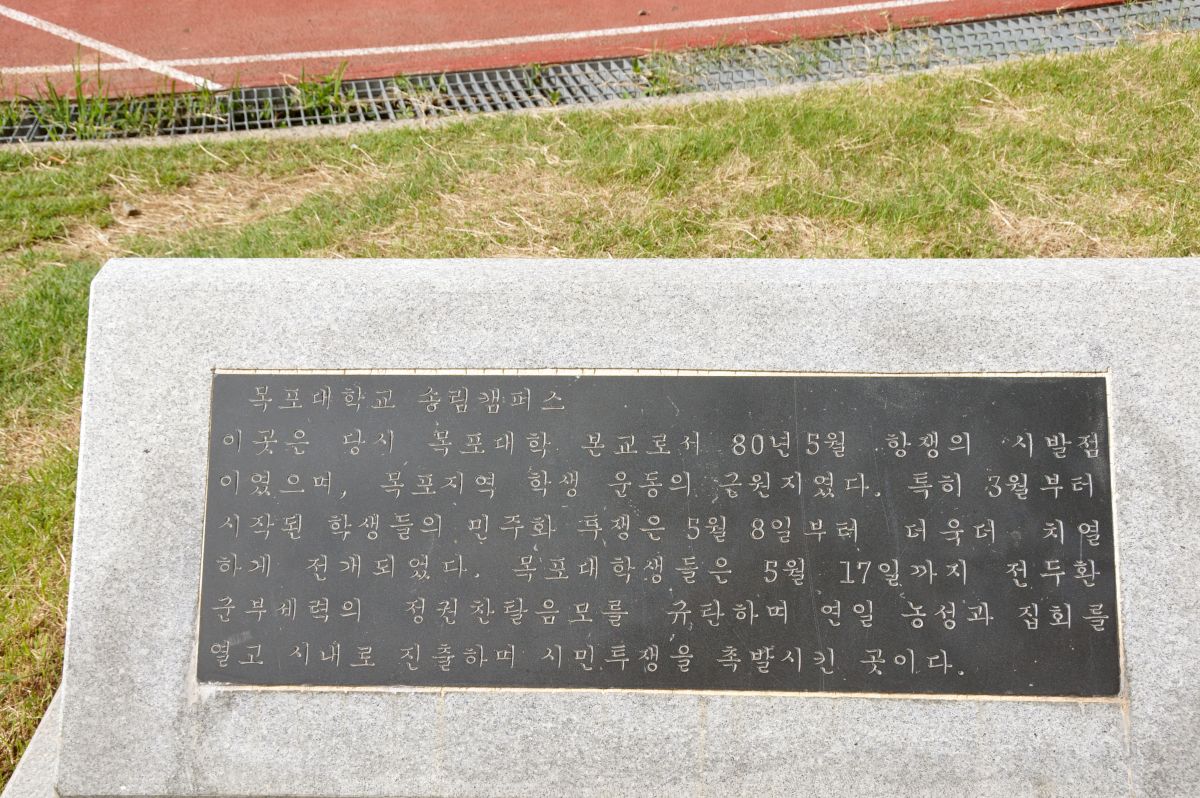 목포대학교 송림캠퍼스
이곳은 당시 목포대학 본교로서 80년 5월 항쟁의 시발점
이였으며, 목포지역 학생 운동의 근원지였다. 특히 3월부터
시작된 학생들의 민주화 투쟁은 5월 8일부터 더욱더 치열
하게 전개되었다. 목포대학생들은 5월 17일까지 전두환
군부세력의 정권찬탈음모를 규탄하며 연일 농성과 집회를
열고 시내로 진출하며 시민투쟁을 촉발시킨 곳이다.